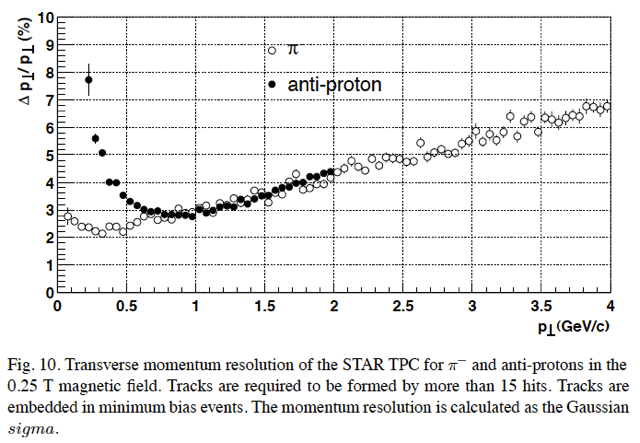 Δ p⊥/ p⊥ (%)
10
9
8
7
6
5
4
3
2
1
0
π
anti-proton
0 0.5 1 1.5 2 2.5 3 3.5 4
p⊥(GeV/c)
Fig. 10. Transverse momentum resolution of the STAR TPC for π⁻ and anti-protons in the
0.25 T magnetic field. Tracks are required to be formed by more than 15 hits. Tracks are
embedded in minimum bias events. The momentum resolution is calculated as the Gaussian
sigma.